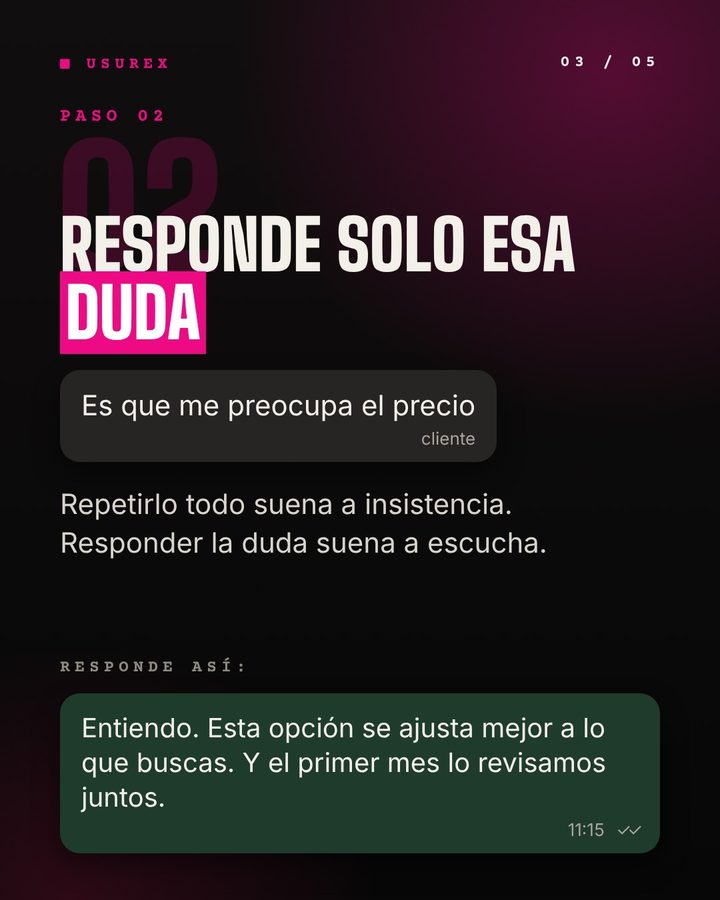 USUREX
03 / 05
PASO 02
02
RESPONDE SOLO ESA
DUDA
Es que me preocupa el precio
cliente
Repetirlo todo suena a insistencia.
Responder la duda suena a escucha.
RESPONDE ASÍ:
Entiendo. Esta opción se ajusta mejor a lo
que buscas. Y el primer mes lo revisamos
juntos.
11:15